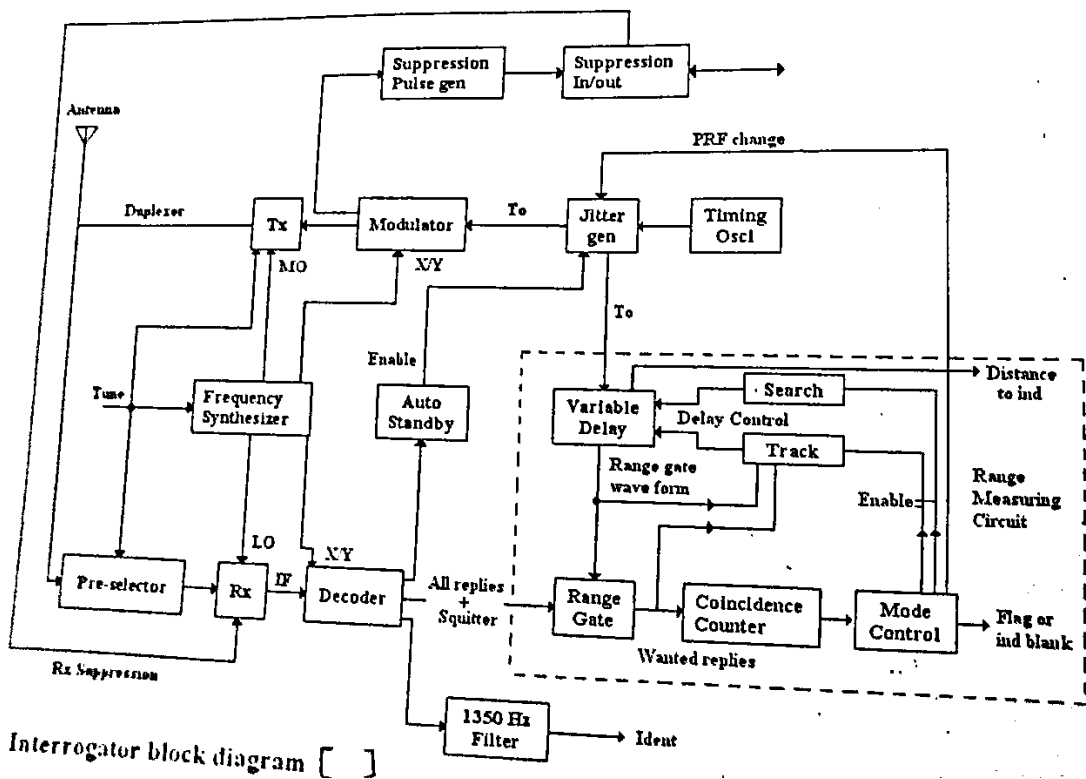 Suppression
Pulse gen
Suppression
In/out
Antenna
PRF change
Duplexer
Tx
Modulator
To
Jitter
gen
Timing
Oscl
MO
X/Y
To
Enable
Tune
Frequency
Synthesizer
Auto
Standby
Variable
Delay
Search
Distance
to ind
Delay Control
Track
Range gate
wave form
Enable
Range
Measuring
Circuit
LO
X/Y
Pre-selector
Rx
IF
Decoder
All replies
+
Squitter
Range
Gate
Coincidence
Counter
Mode
Control
Flag or
ind blank
Wanted replies
Rx Suppression
1350 Hz
Filter
Ident
Interrogator block diagram [ ]